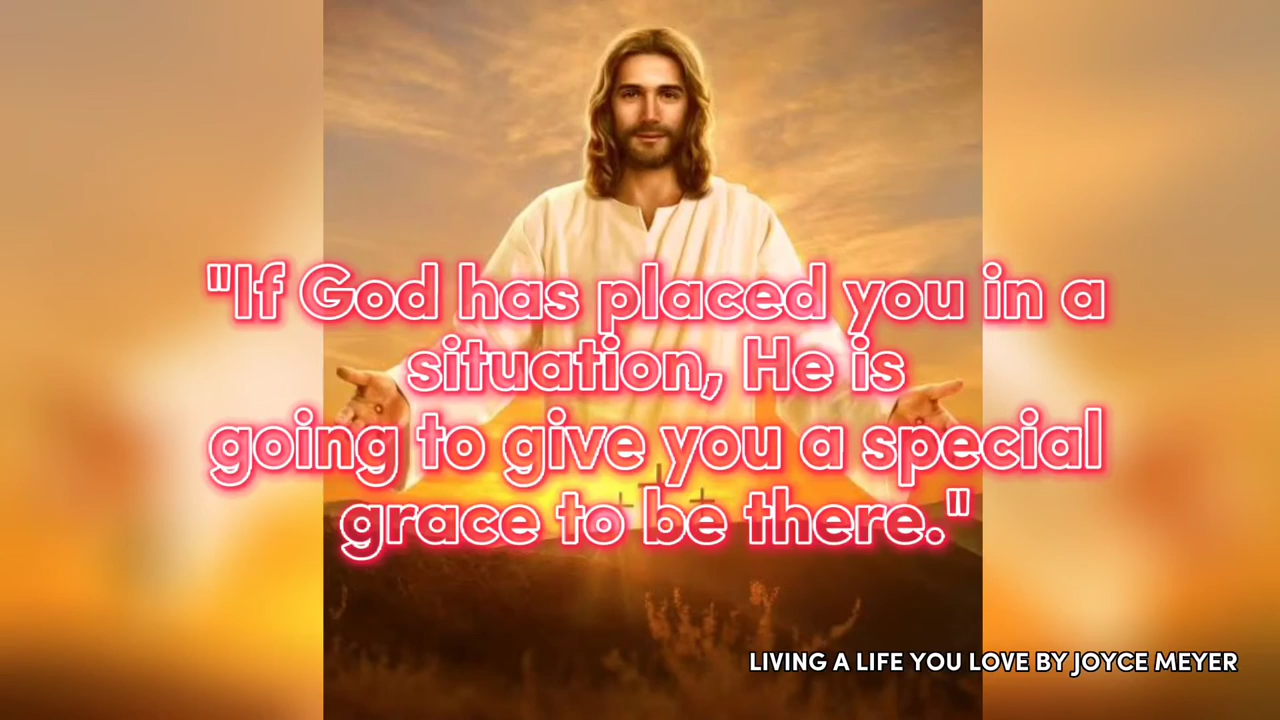 "If God has placed you in a
situation, He is
going to give you a special
grace to be there."
LIVING A LIFE YOU LOVE BY JOYCE MEYER